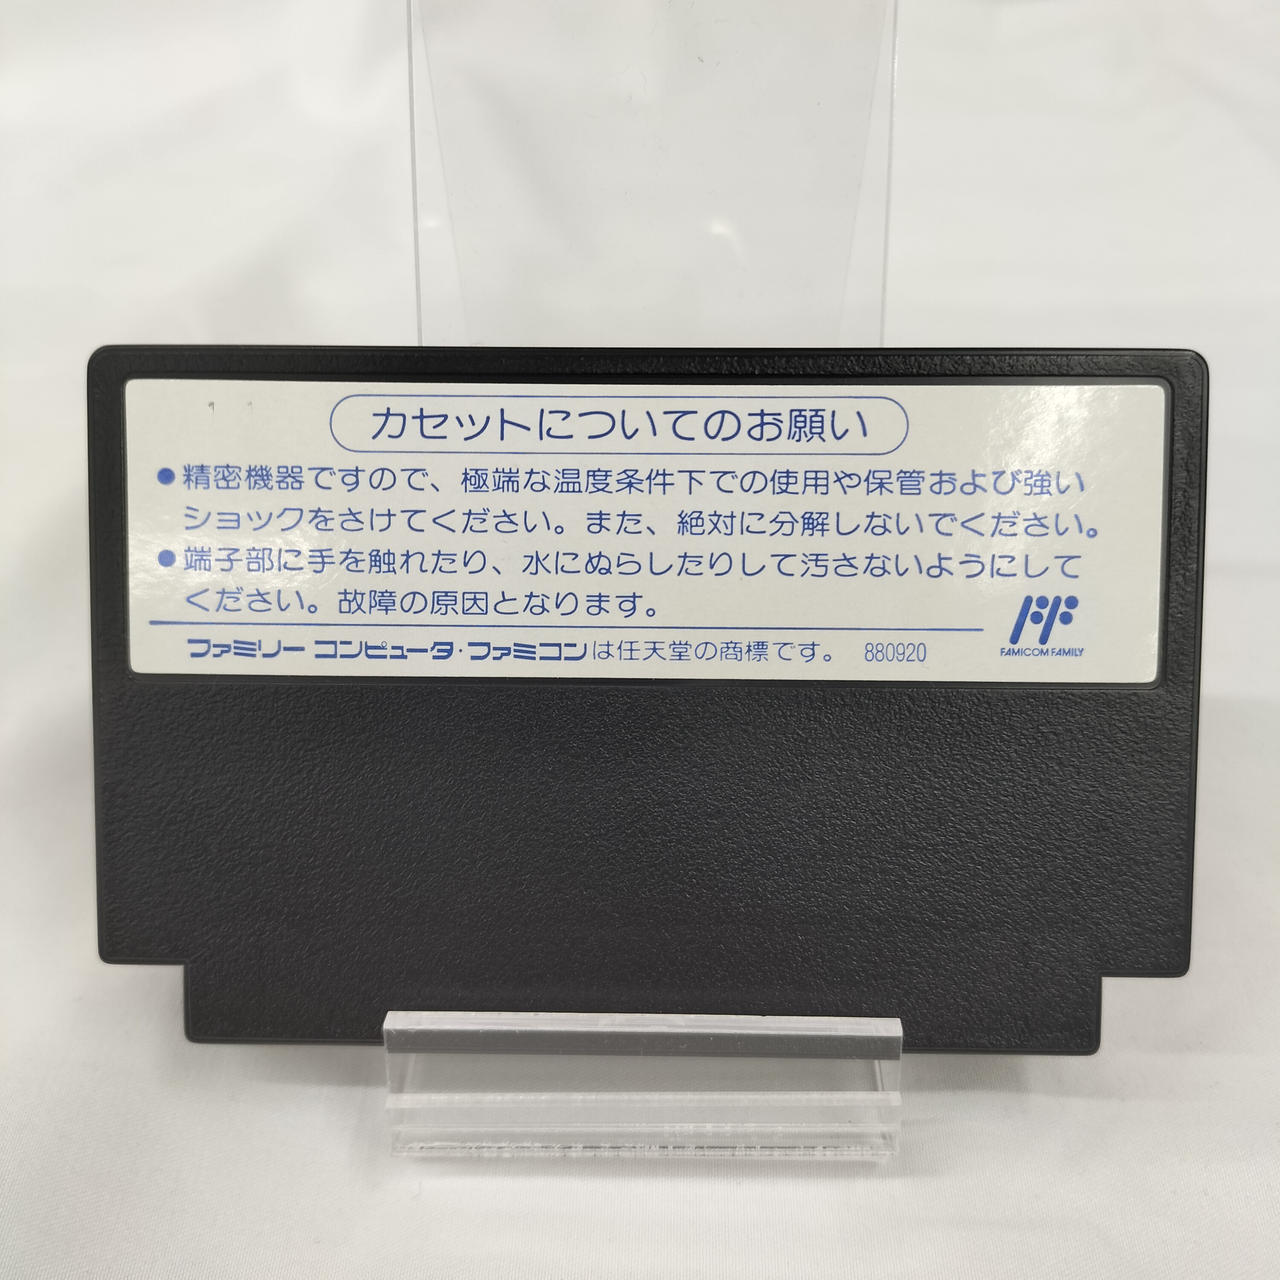 カセットについてのお願い
●精密機器ですので、極端な温度条件下での使用や保管および強い
ショックをさけてください。また、絶対に分解しないでください。
●端子部に手を触れたり、水にぬらしたりして汚さないようにして
ください。故障の原因となります。
ファミリーコンピュータ・ファミコンは任天堂の商標です。 880920
FF
FAMICOM FAMILY